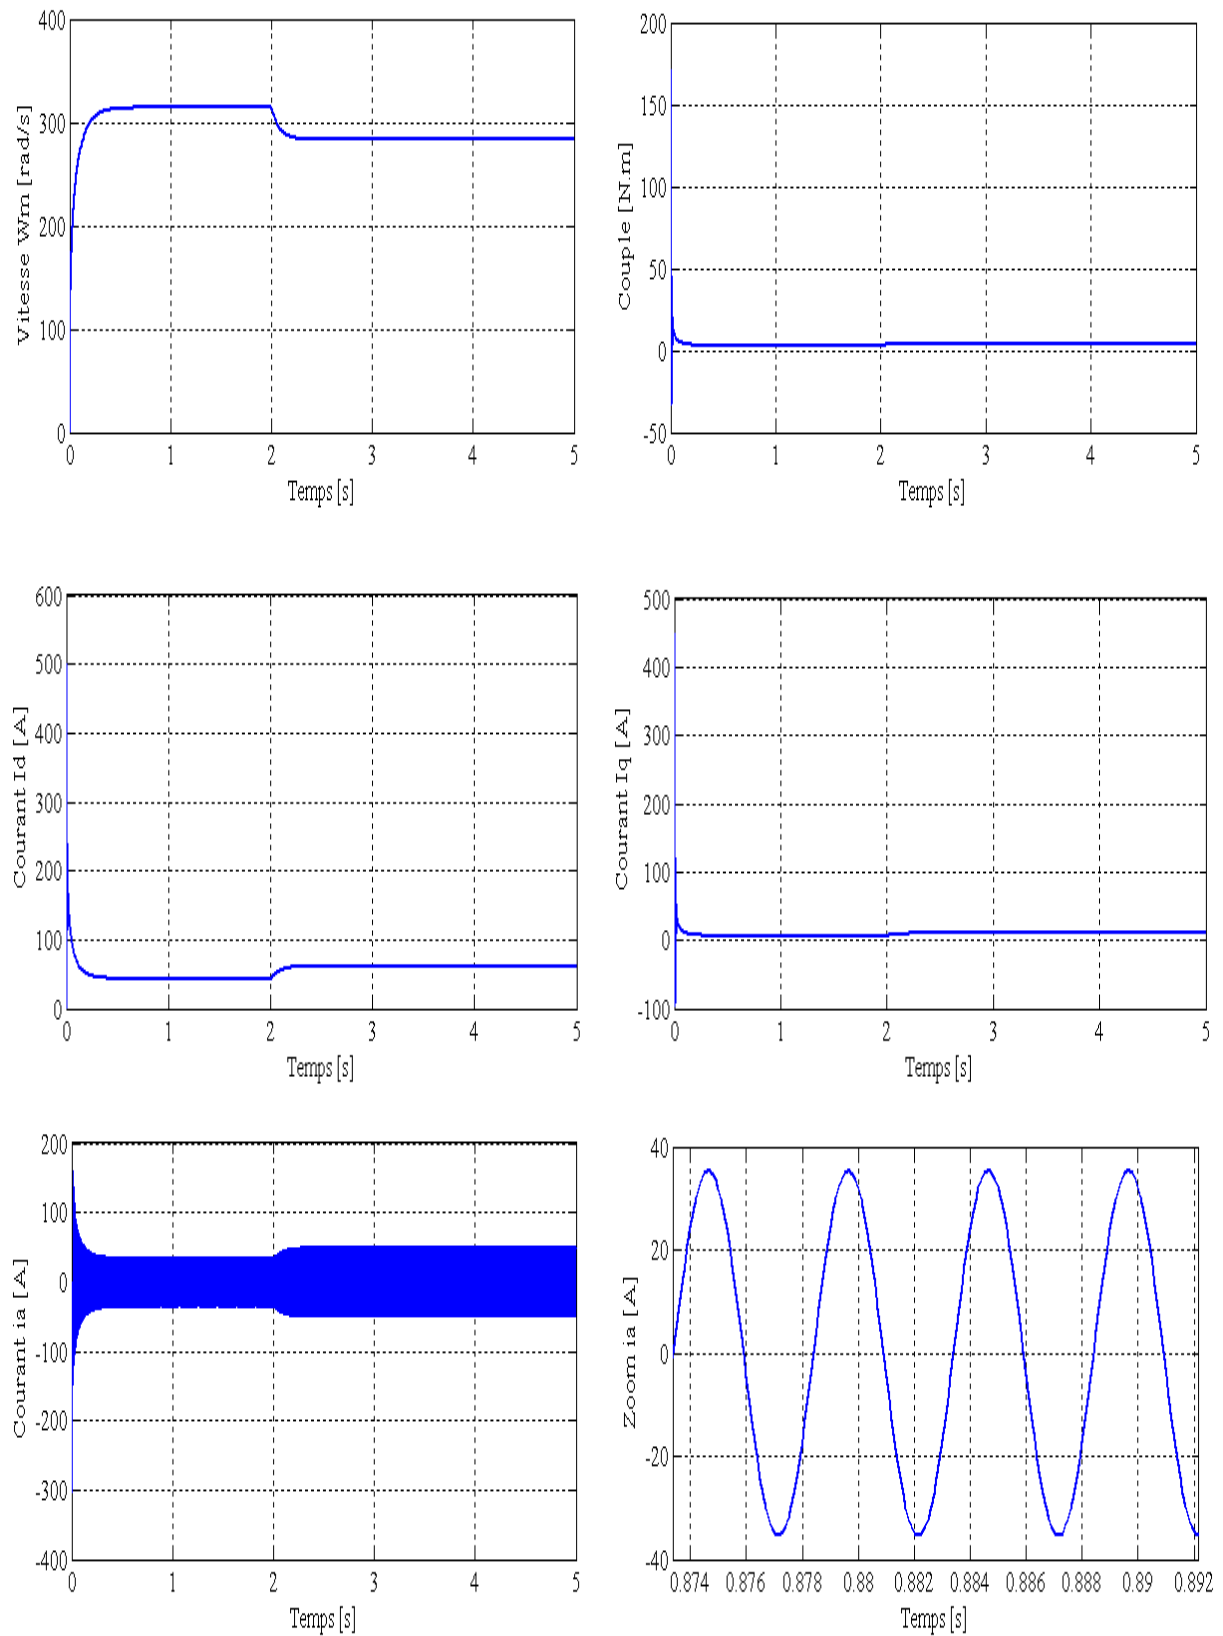 400
300
200
100
0
Vitesse Wm [rad/s]
0 1 2 3 4 5
Temps [s]
200
150
100
50
0
-50
Couple [N.m]
0 1 2 3 4 5
Temps [s]
600
500
400
300
200
100
0
Courant Id [A]
0 1 2 3 4 5
Temps [s]
500
400
300
200
100
0
-100
Courant Iq [A]
0 1 2 3 4 5
Temps [s]
200
100
0
-100
-200
-300
-400
Courant ia [A]
0 1 2 3 4 5
Temps [s]
40
20
0
-20
-40
Zoom ia [A]
0.874 0.876 0.878 0.88 0.882 0.884 0.886 0.888 0.89 0.892
Temps [s]